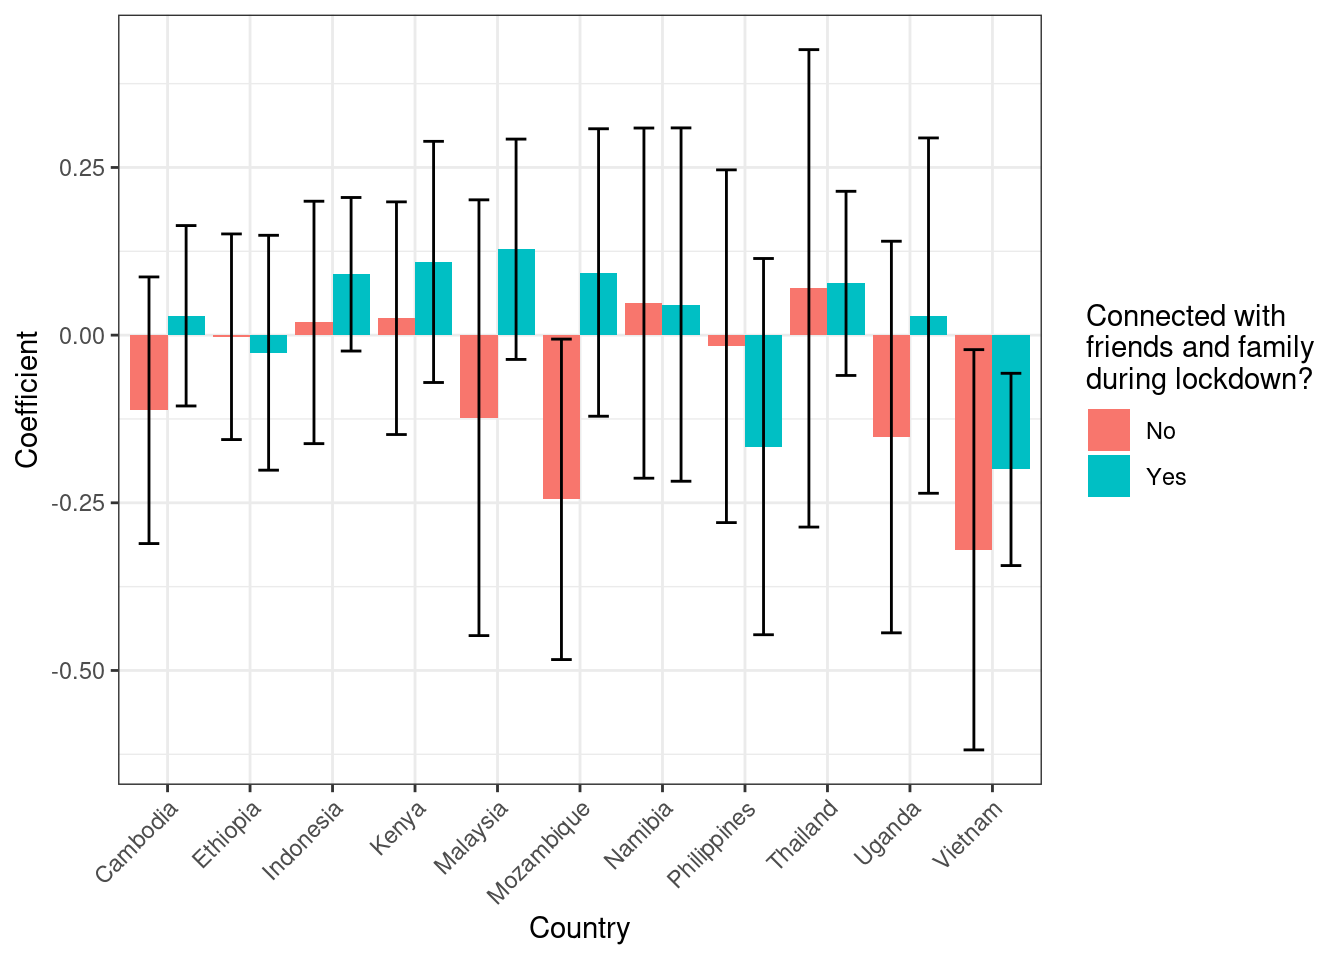 0.25
0.00
-0.25
-0.50
Coefficient
Cambodia
Ethiopia
Indonesia
Kenya
Malaysia
Mozambique
Namibia
Philippines
Thailand
Uganda
Vietnam
Country
Connected with
friends and family
during lockdown?
No
Yes